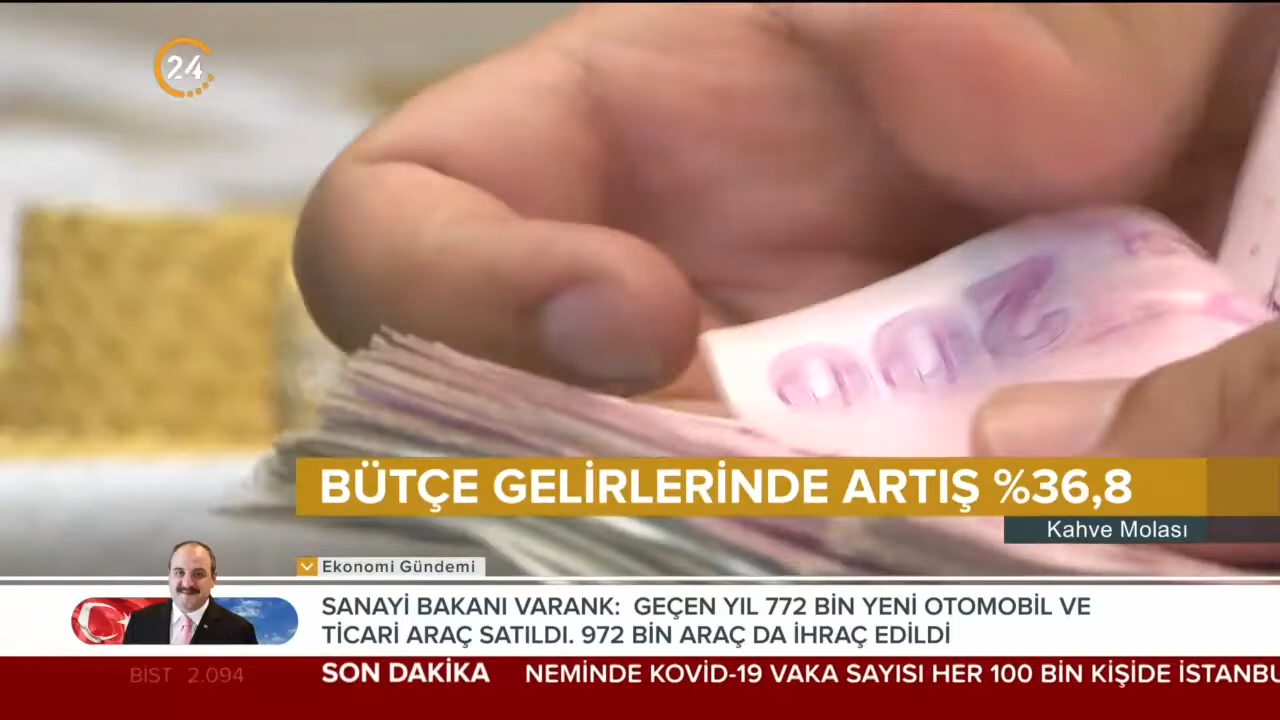 24
200
BÜTÇE GELİRLERİNDE ARTIŞ %36,8
Kahve Molası
Ekonomi Gündemi
SANAYİ BAKANI VARANK: GEÇEN YIL 772 BİN YENİ OTOMOBİL VE
TİCARİ ARAÇ SATILDI. 972 BİN ARAÇ DA İHRAÇ EDİLDİ
BIST 2.094
SON DAKİKA NEMİNDE KOVİD-19 VAKA SAYISI HER 100 BİN KİŞİDE İSTANBU